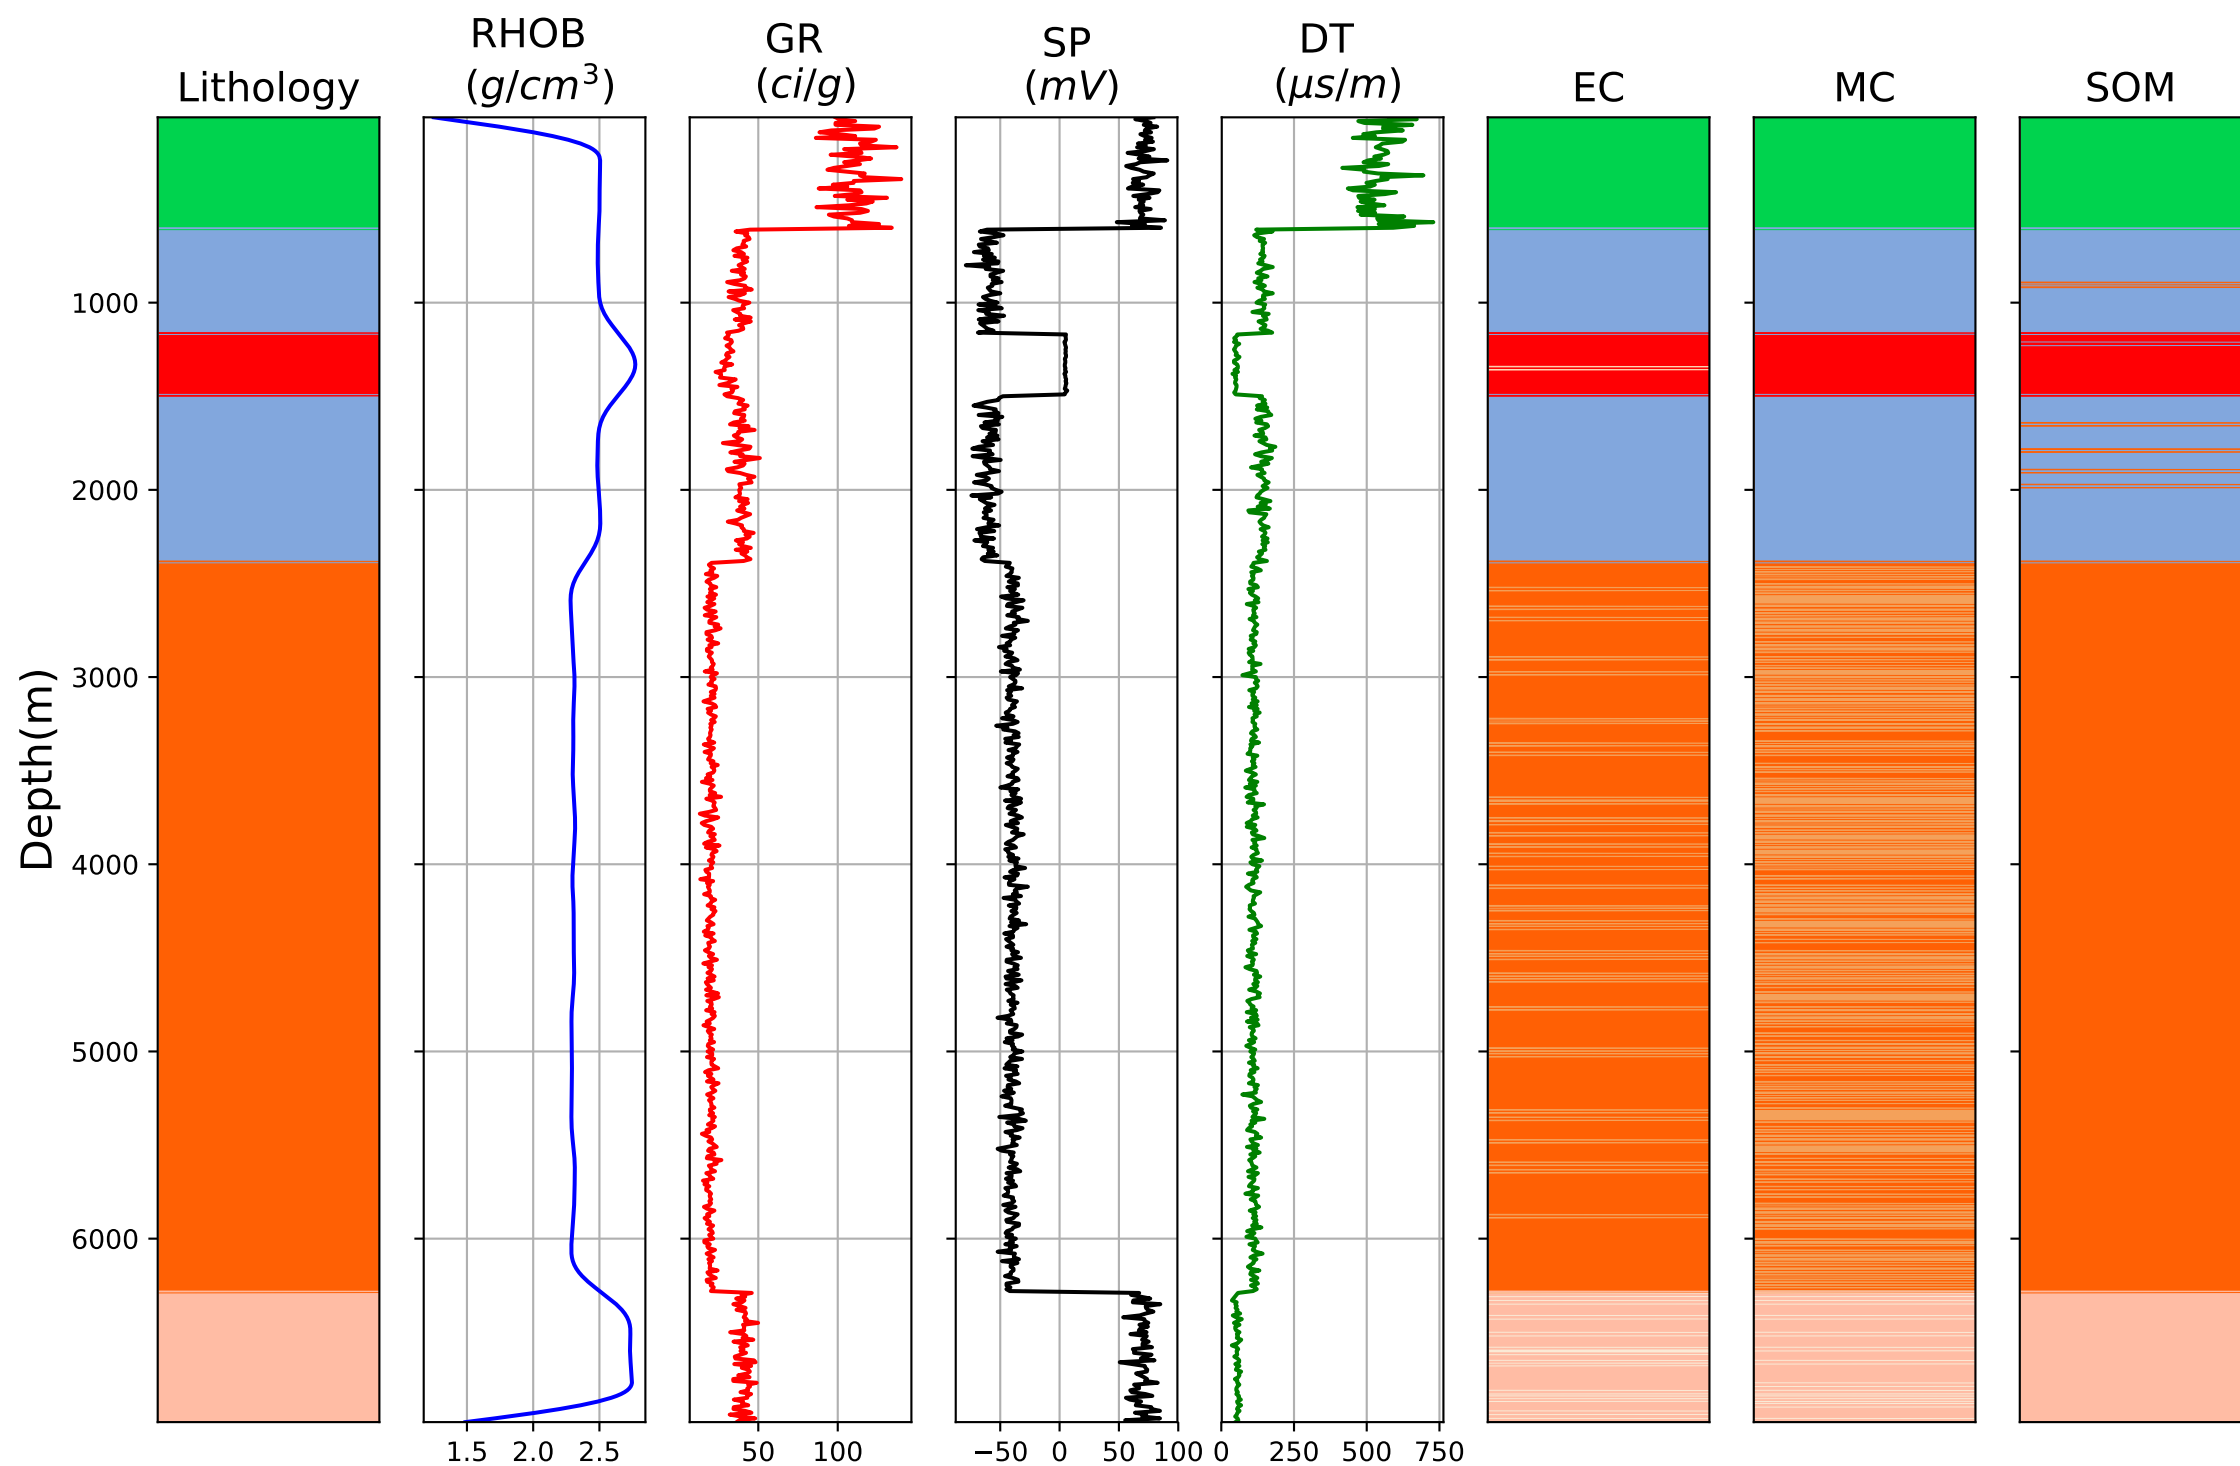 Lithology
RHOB
(g/cm³)
GR
(ci/g)
SP
(mV)
DT
(μs/m)
EC
MC
SOM
Depth(m)
1000
2000
3000
4000
5000
6000
1.5 2.0 2.5
50 100
−50 0 50 100
0 250 500 750